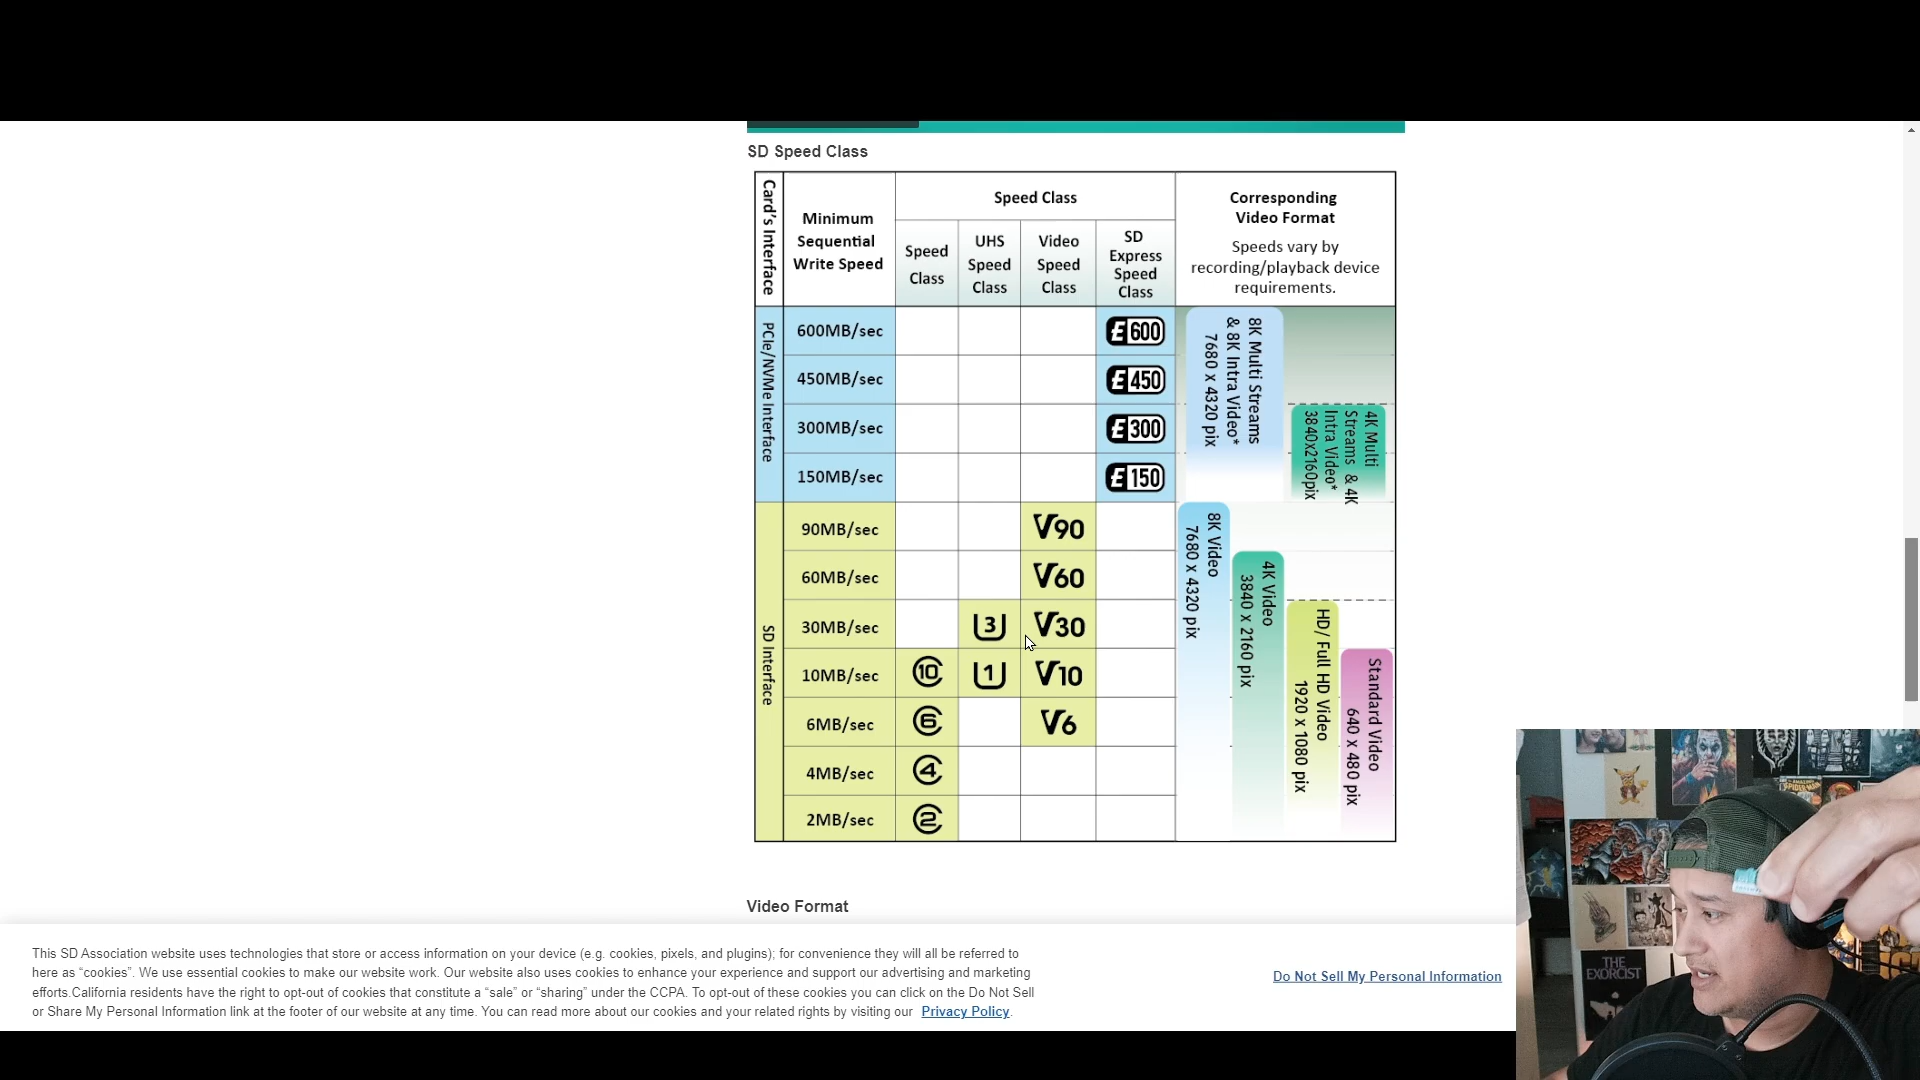 SD Speed Class
Card's Interface
Minimum
Sequential
Write Speed
Speed Class
Speed
Class
UHS
Speed
Class
Video
Speed
Class
SD
Express
Speed
Class
Corresponding
Video Format
Speeds vary by
recording/playback device
requirements.
PCIe/NVMe Interface
600MB/sec
E600
450MB/sec
E450
300MB/sec
E300
150MB/sec
E150
8K Multi Streams
& 8K Intra Video*
7680 x 4320 pix
4K Multi
Streams & 4K
Intra Video*
3840x2160pix
SD Interface
90MB/sec
V90
60MB/sec
V60
30MB/sec
3
V30
10MB/sec
10
1
V10
6MB/sec
6
V6
4MB/sec
4
2MB/sec
2
8K Video
7680 x 4320 pix
4K Video
3840 x 2160 pix
HD/ Full HD Video
1920 x 1080 pix
Standard Video
640 x 480 pix
Video Format
This SD Association website uses technologies that store or access information on your device (e.g. cookies, pixels, and plugins); for convenience they will all be referred to
here as “cookies”. We use essential cookies to make our website work. Our website also uses cookies to enhance your experience and support our advertising and marketing
efforts.California residents have the right to opt-out of cookies that constitute a “sale” or “sharing” under the CCPA. To opt-out of these cookies you can click on the Do Not Sell
or Share My Personal Information link at the footer of our website at any time. You can read more about our cookies and your related rights by visiting our Privacy Policy.
Do Not Sell My Personal Information
THE
EXORCIST